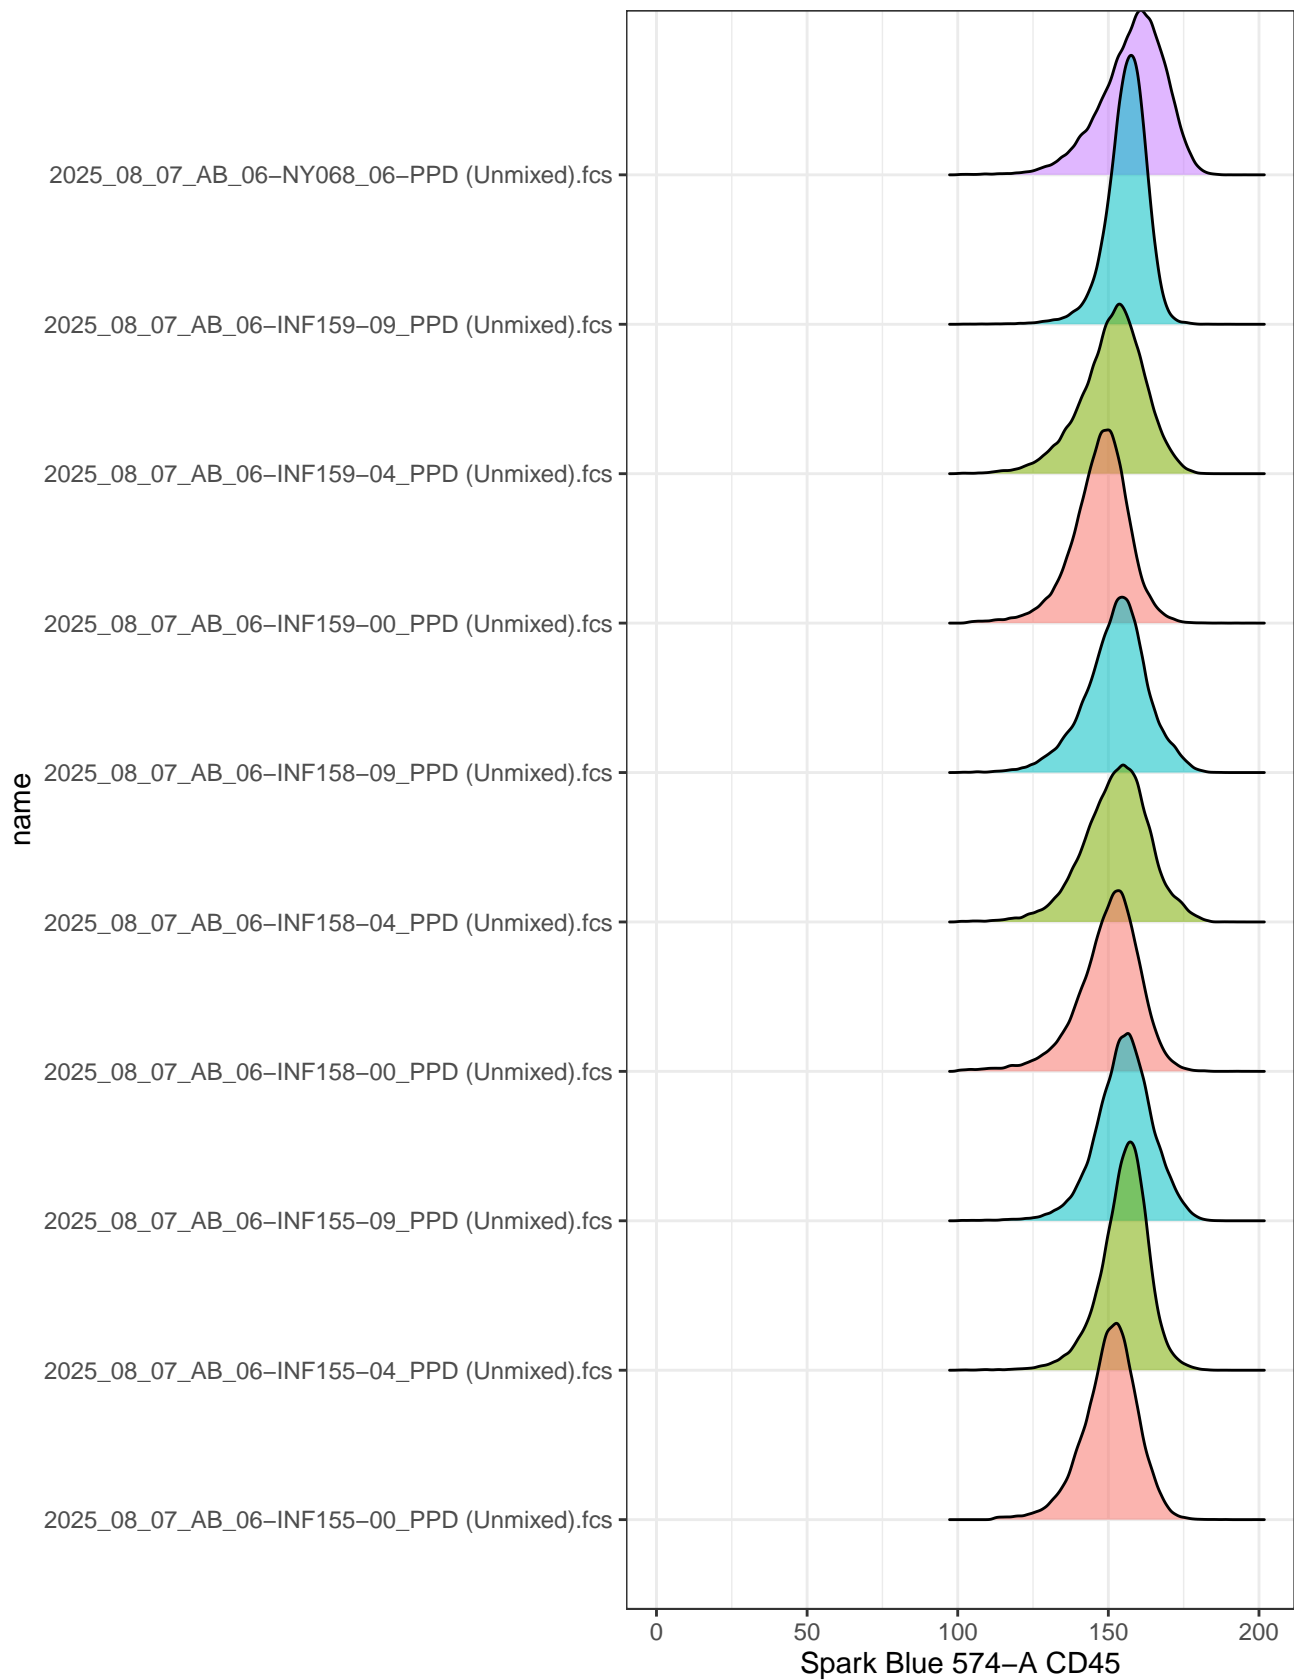 2025_08_07_AB_06−NY068_06−PPD (Unmixed).fcs
2025_08_07_AB_06−INF159−09_PPD (Unmixed).fcs
2025_08_07_AB_06−INF159−04_PPD (Unmixed).fcs
2025_08_07_AB_06−INF159−00_PPD (Unmixed).fcs
2025_08_07_AB_06−INF158−09_PPD (Unmixed).fcs
name
2025_08_07_AB_06−INF158−04_PPD (Unmixed).fcs
2025_08_07_AB_06−INF158−00_PPD (Unmixed).fcs
2025_08_07_AB_06−INF155−09_PPD (Unmixed).fcs
2025_08_07_AB_06−INF155−04_PPD (Unmixed).fcs
2025_08_07_AB_06−INF155−00_PPD (Unmixed).fcs
0 50 100 150 200
Spark Blue 574−A CD45